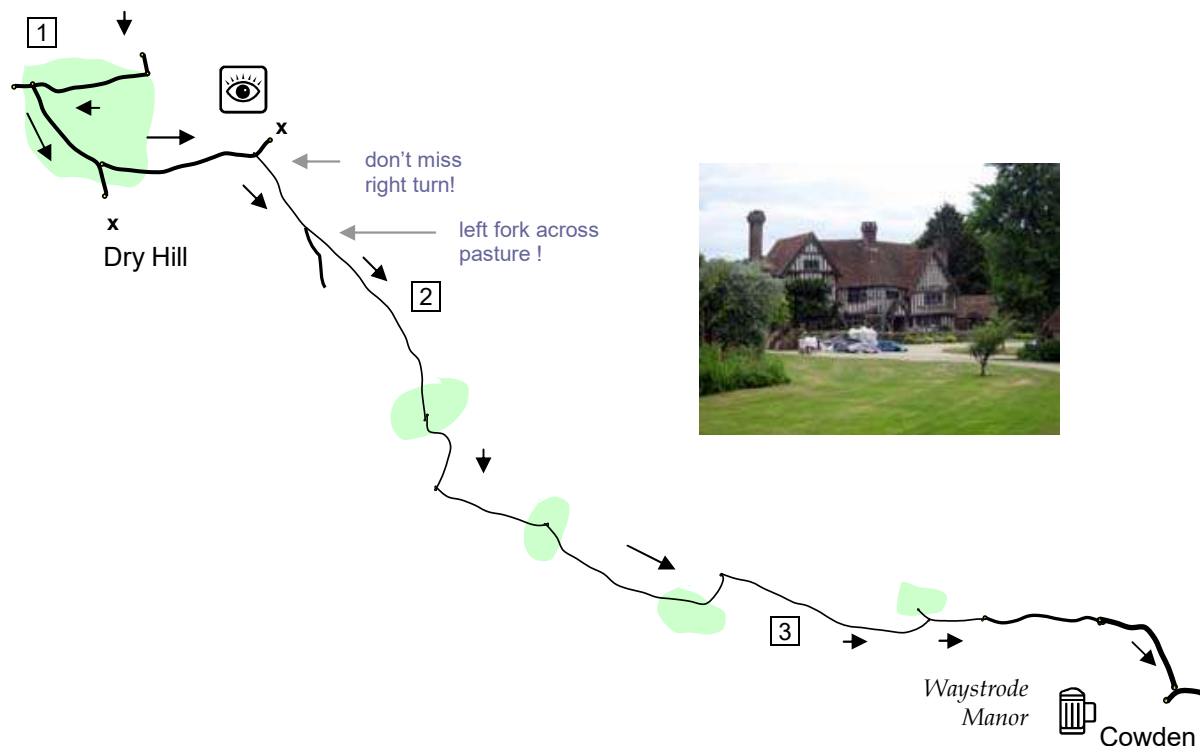 1
x
don't miss
right turn!
x
Dry Hill
left fork across
pasture !
2
3
Waystrode
Manor
Cowden